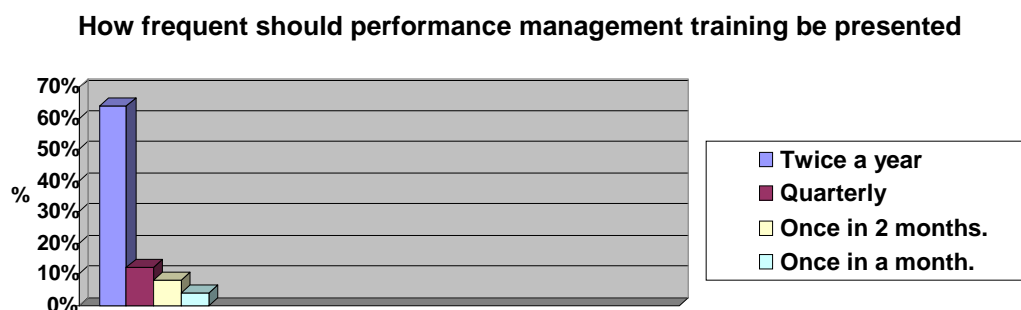 How frequent should performance management training be presented
70%
60%
50%
40%
30%
20%
10%
0%
%
Twice a year
Quarterly
Once in 2 months.
Once in a month.